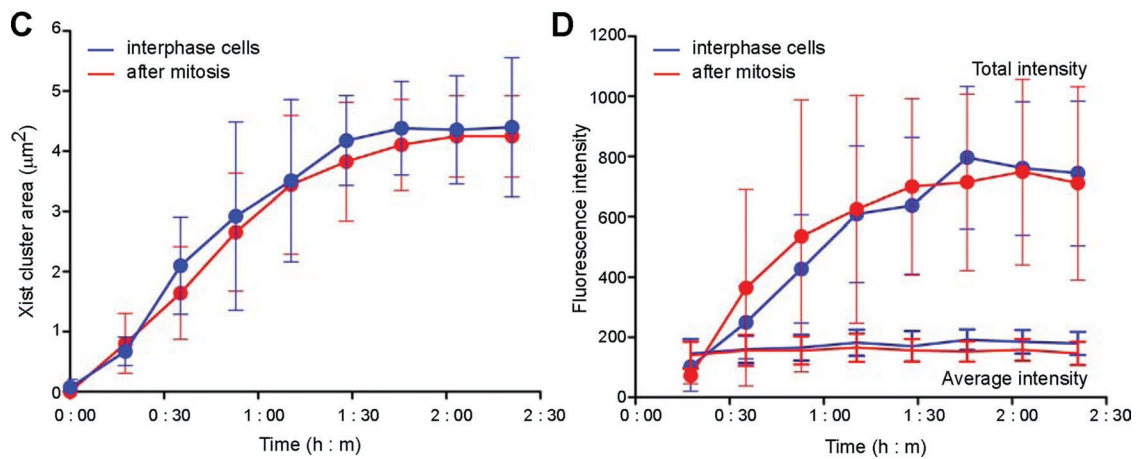 C
6
5
4
3
4
1
0
Xist cluster area (µm²)
interphase cells
after mitosis
0:00 0:30 1:00 1:30 2:00 2:30
Time (h : m)
D
1200
1000
800
600
400
200
0
Fluorescence intensity
interphase cells
after mitosis
Total intensity
Average intensity
0:00 0:30 1:00 1:30 2:00 2:30
Time (h : m)